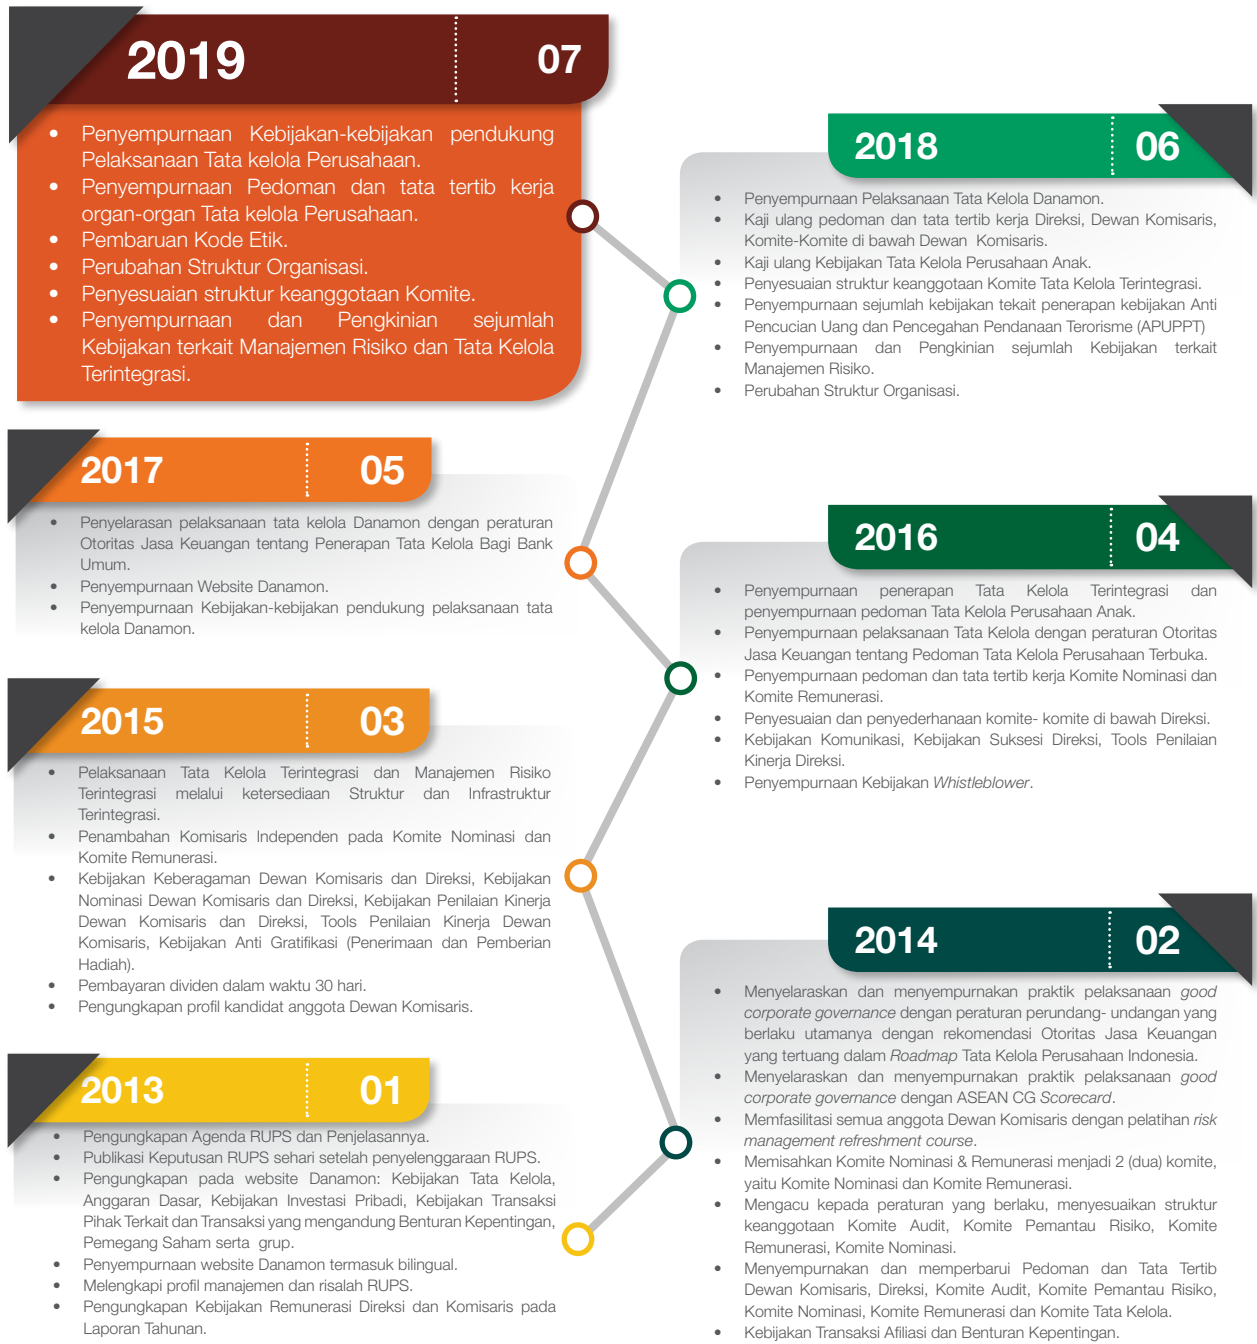 2019 07
• Penyempurnaan Kebijakan-kebijakan pendukung
Pelaksanaan Tata kelola Perusahaan.
• Penyempurnaan Pedoman dan tata tertib kerja
organ-organ Tata kelola Perusahaan.
• Pembaruan Kode Etik.
• Perubahan Struktur Organisasi.
• Penyesuaian struktur keanggotaan Komite.
• Penyempurnaan dan Pengkinian sejumlah
Kebijakan terkait Manajemen Risiko dan Tata Kelola
Terintegrasi.
2018 06
• Penyempurnaan Pelaksanaan Tata Kelola Danamon.
• Kaji ulang pedoman dan tata tertib kerja Direksi, Dewan Komisaris,
Komite-Komite di bawah Dewan Komisaris.
• Kaji ulang Kebijakan Tata Kelola Perusahaan Anak.
• Penyesuaian struktur keanggotaan Komite Tata Kelola Terintegrasi.
• Penyempurnaan sejumlah kebijakan tekait penerapan kebijakan Anti
Pencucian Uang dan Pencegahan Pendanaan Terorisme (APUPPT)
• Penyempurnaan dan Pengkinian sejumlah Kebijakan terkait
Manajemen Risiko.
• Perubahan Struktur Organisasi.
2017 05
• Penyelarasan pelaksanaan tata kelola Danamon dengan peraturan
Otoritas Jasa Keuangan tentang Penerapan Tata Kelola Bagi Bank
Umum.
• Penyempurnaan Website Danamon.
• Penyempurnaan Kebijakan-kebijakan pendukung pelaksanaan tata
kelola Danamon.
2016 04
• Penyempurnaan penerapan Tata Kelola Terintegrasi dan
penyempurnaan pedoman Tata Kelola Perusahaan Anak.
• Penyempurnaan pelaksanaan Tata Kelola dengan peraturan Otoritas
Jasa Keuangan tentang Pedoman Tata Kelola Perusahaan Terbuka.
• Penyempurnaan pedoman dan tata tertib kerja Komite Nominasi dan
Komite Remunerasi.
• Penyesuaian dan penyederhanaan komite- komite di bawah Direksi.
• Kebijakan Komunikasi, Kebijakan Suksesi Direksi, Tools Penilaian
Kinerja Direksi.
• Penyempurnaan Kebijakan Whistleblower.
2015 03
• Pelaksanaan Tata Kelola Terintegrasi dan Manajemen Risiko
Terintegrasi melalui ketersediaan Struktur dan Infrastruktur
Terintegrasi.
• Penambahan Komisaris Independen pada Komite Nominasi dan
Komite Remunerasi.
• Kebijakan Keberagaman Dewan Komisaris dan Direksi, Kebijakan
Nominasi Dewan Komisaris dan Direksi, Kebijakan Penilaian Kinerja
Dewan Komisaris dan Direksi, Tools Penilaian Kinerja Dewan
Komisaris, Kebijakan Anti Gratifikasi (Penerimaan dan Pemberian
Hadiah).
• Pembayaran dividen dalam waktu 30 hari.
• Pengungkapan profil kandidat anggota Dewan Komisaris.
2014 02
• Menyelaraskan dan menyempurnakan praktik pelaksanaan good
corporate governance dengan peraturan perundang- undangan yang
berlaku utamanya dengan rekomendasi Otoritas Jasa Keuangan
yang tertuang dalam Roadmap Tata Kelola Perusahaan Indonesia.
• Menyelaraskan dan menyempurnakan praktik pelaksanaan good
corporate governance dengan ASEAN CG Scorecard.
• Memfasilitasi semua anggota Dewan Komisaris dengan pelatihan risk
management refreshment course.
• Memisahkan Komite Nominasi & Remunerasi menjadi 2 (dua) komite,
yaitu Komite Nominasi dan Komite Remunerasi.
• Mengacu kepada peraturan yang berlaku, menyesuaikan struktur
keanggotaan Komite Audit, Komite Pemantau Risiko, Komite
Remunerasi, Komite Nominasi.
• Menyempurnakan dan memperbarui Pedoman dan Tata Tertib
Dewan Komisaris, Direksi, Komite Audit, Komite Pemantau Risiko,
Komite Nominasi, Komite Remunerasi dan Komite Tata Kelola.
• Kebijakan Transaksi Afiliasi dan Benturan Kepentingan.
2013 01
• Pengungkapan Agenda RUPS dan Penjelasannya.
• Publikasi Keputusan RUPS sehari setelah penyelenggaraan RUPS.
• Pengungkapan pada website Danamon: Kebijakan Tata Kelola,
Anggaran Dasar, Kebijakan Investasi Pribadi, Kebijakan Transaksi
Pihak Terkait dan Transaksi yang mengandung Benturan Kepentingan,
Pemegang Saham serta grup.
• Penyempurnaan website Danamon termasuk bilingual.
• Melengkapi profil manajemen dan risalah RUPS.
• Pengungkapan Kebijakan Remunerasi Direksi dan Komisaris pada
Laporan Tahunan.